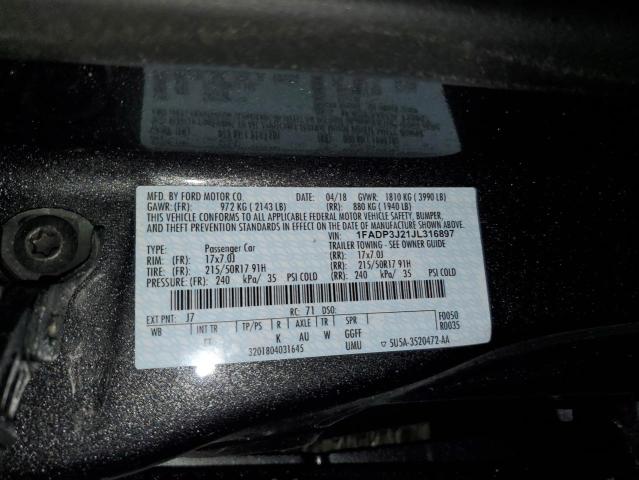 MFD. BY FORD MOTOR CO. DATE: 04/18 GVWR: 1810 KG ( 3990 LB)
GAWR: (FR): 972 KG ( 2143 LB) (RR): 880 KG ( 1940 LB)
THIS VEHICLE CONFORMS TO ALL APPLICABLE FEDERAL MOTOR VEHICLE SAFETY, BUMPER,
AND THEFT PREVENTION STANDARDS IN EFFECT ON THE DATE OF MANUFACTURE SHOWN ABOVE.
VIN: 1FADP3J21JL316897
TYPE: Passenger Car TRAILER TOWING - SEE OWNER GUIDE
RIM: (FR): 17x7.0J (RR): 17x7.0J
TIRE: 215/50R17 91H 215/50R17 91H
PRESSURE: (FR): 240 kPa/ 35 PSI COLD (RR): 240 kPa/ 35 PSI COLD
EXT PNT: J7 RC: 71 DSO: F0050
WB INT TR TP/PS R AXLE TR SPR R0035
K AU W GGFF
3201804031645 UMU ▽ 5U5A-3520472-AA